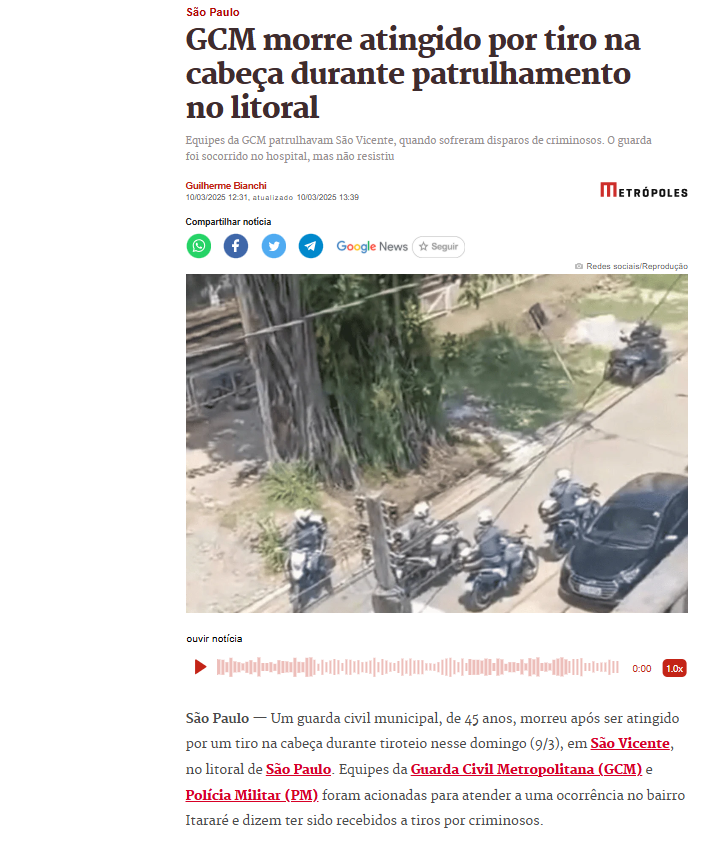 São Paulo
GCM morre atingido por tiro na
cabeça durante patrulhamento
no litoral
Equipes da GCM patrulhavam São Vicente, quando sofreram disparos de criminosos. O guarda
foi socorrido no hospital, mas não resistiu
Guilherme Bianchi
10/03/2025 12:31, atualizado 10/03/2025 13:39
METRÓPOLES
Compartilhar notícia
Google News
Seguir
Redes sociais/Reprodução
ouvir notícia
0:00
1.0x
São Paulo — Um guarda civil municipal, de 45 anos, morreu após ser atingido
por um tiro na cabeça durante tiroteio nesse domingo (9/3), em São Vicente,
no litoral de São Paulo. Equipes da Guarda Civil Metropolitana (GCM) e
Polícia Militar (PM) foram acionadas para atender a uma ocorrência no bairro
Itararé e dizem ter sido recebidos a tiros por criminosos.